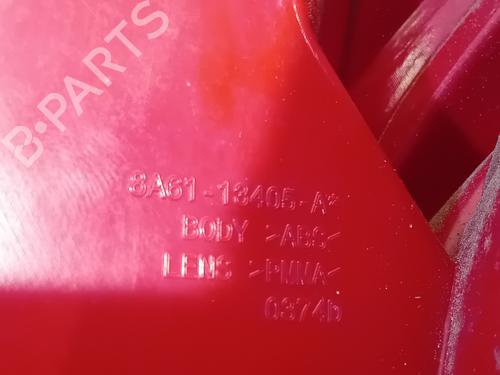 B-PARTS
8A61-13405-A*
BODY >ABS<
LENS >PMMA<
0374b